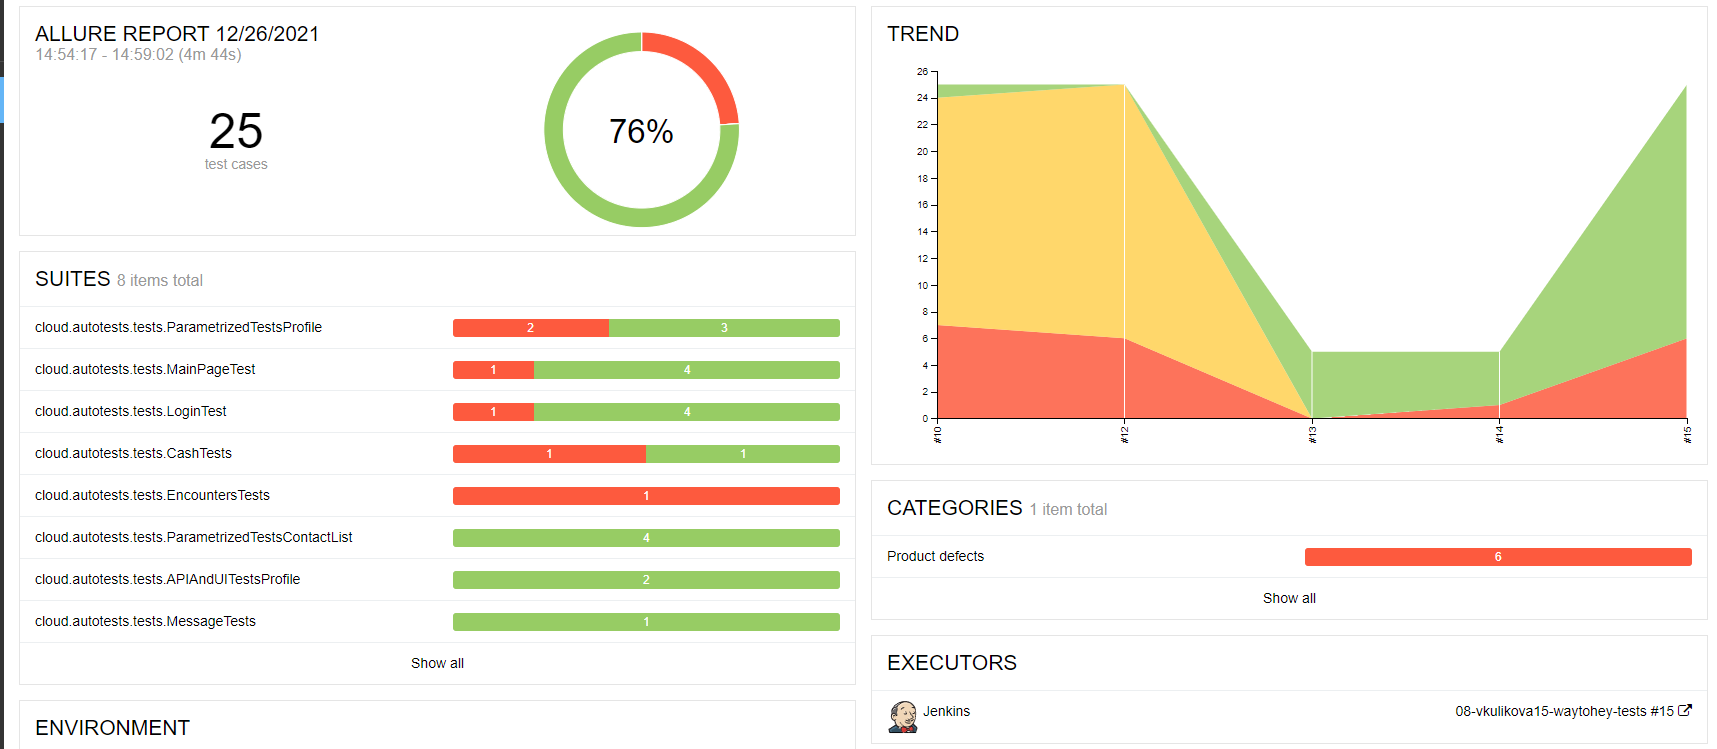 ALLURE REPORT 12/26/2021
14:54:17 - 14:59:02 (4m 44s)
25
test cases
76%
SUITES 8 items total
cloud.autotests.tests.ParametrizedTestsProfile 2 3
cloud.autotests.tests.MainPageTest 1 4
cloud.autotests.tests.LoginTest 1 4
cloud.autotests.tests.CashTests 1 1
cloud.autotests.tests.EncountersTests 1
cloud.autotests.tests.ParametrizedTestsContactList 4
cloud.autotests.tests.APIAndUITestsProfile 2
cloud.autotests.tests.MessageTests 1
Show all
ENVIRONMENT
TREND
26
24
22
20
18
16
14
12
10
8
6
4
2
0
#10 #12 #13 #14 #15
CATEGORIES 1 item total
Product defects 6
Show all
EXECUTORS
Jenkins 08-vkulikova15-waytohey-tests #15